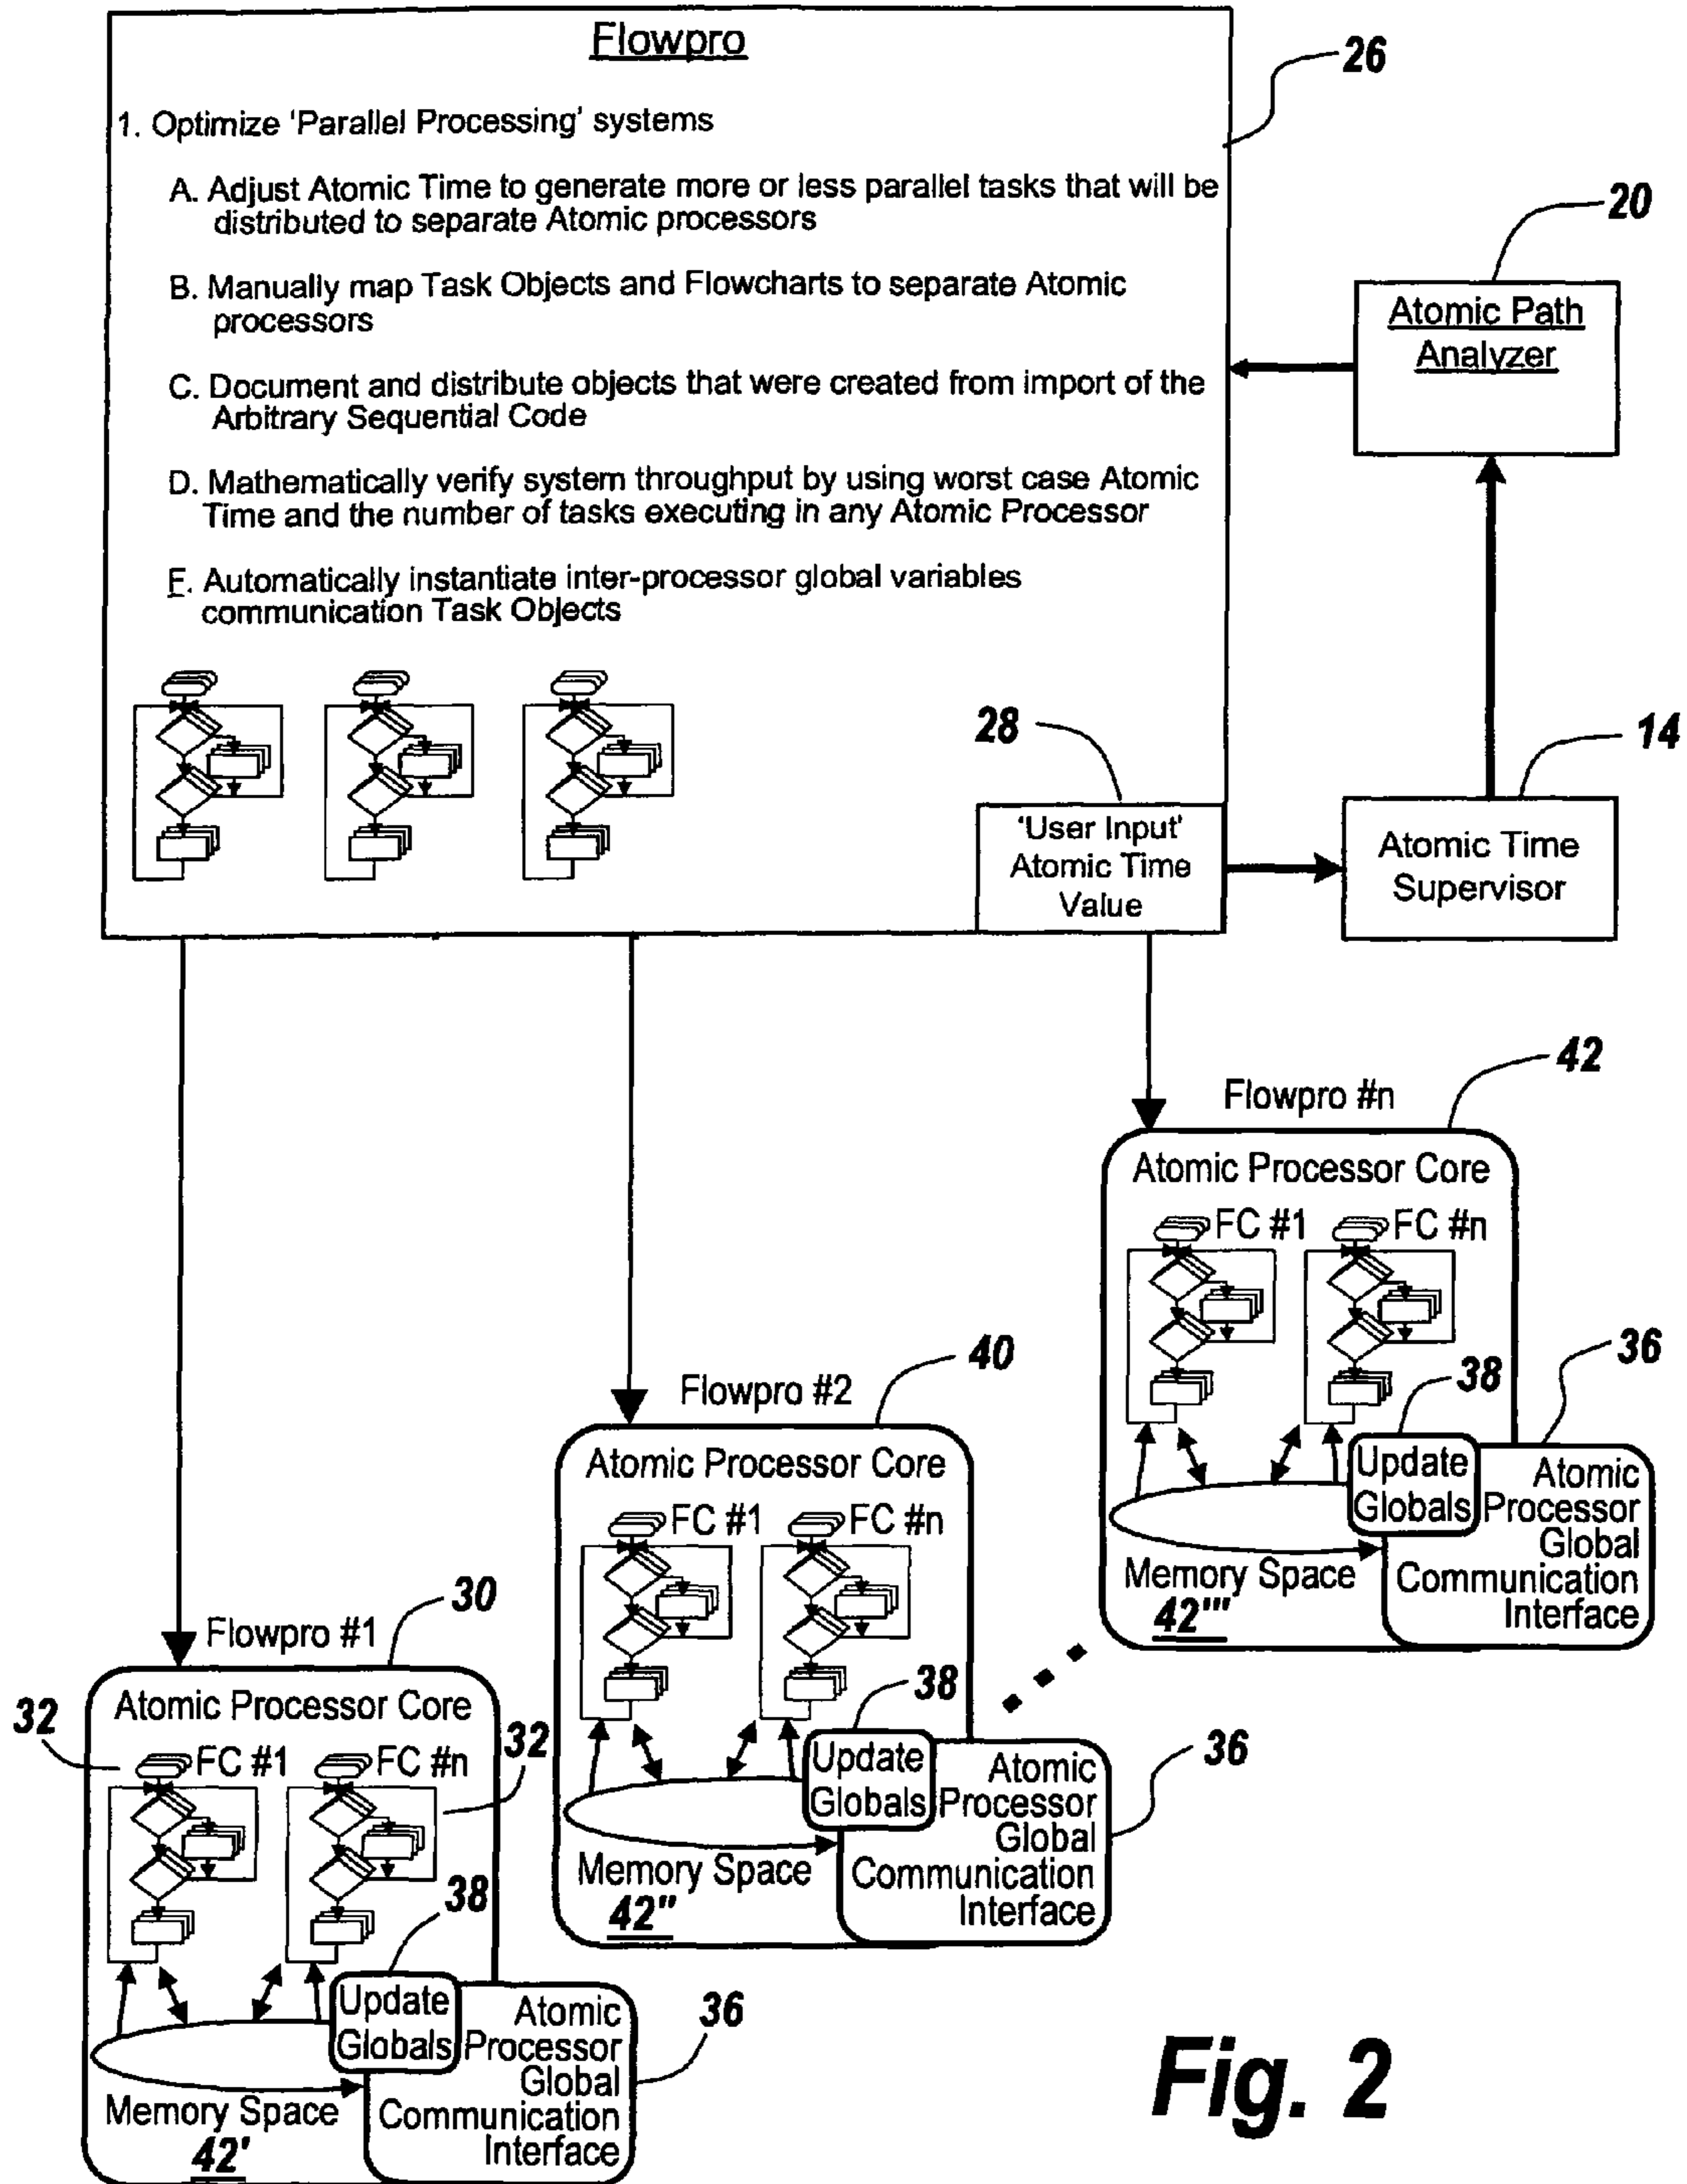 Flowpro
26
1. Optimize 'Parallel Processing' systems
A. Adjust Atomic Time to generate more or less parallel tasks that will be
distributed to separate Atomic processors
B. Manually map Task Objects and Flowcharts to separate Atomic
processors
C. Document and distribute objects that were created from import of the
Arbitrary Sequential Code
D. Mathematically verify system throughput by using worst case Atomic
Time and the number of tasks executing in any Atomic Processor
E. Automatically instantiate inter-processor global variables
communication Task Objects
20
Atomic Path
Analyzer
28
'User Input'
Atomic Time
Value
14
Atomic Time
Supervisor
42
Flowpro #n
Atomic Processor Core
FC #1
FC #n
36
38
Update
Globals
Atomic
Processor
Global
Communication
Interface
Memory Space
42'''
40
Flowpro #2
Atomic Processor Core
FC #1
FC #n
38
36
Update
Globals
Atomic
Processor
Global
Communication
Interface
Memory Space
42''
30
Flowpro #1
Atomic Processor Core
32
FC #1
FC #n
32
38
36
Update
Globals
Atomic
Processor
Global
Communication
Interface
Memory Space
42'
Fig. 2